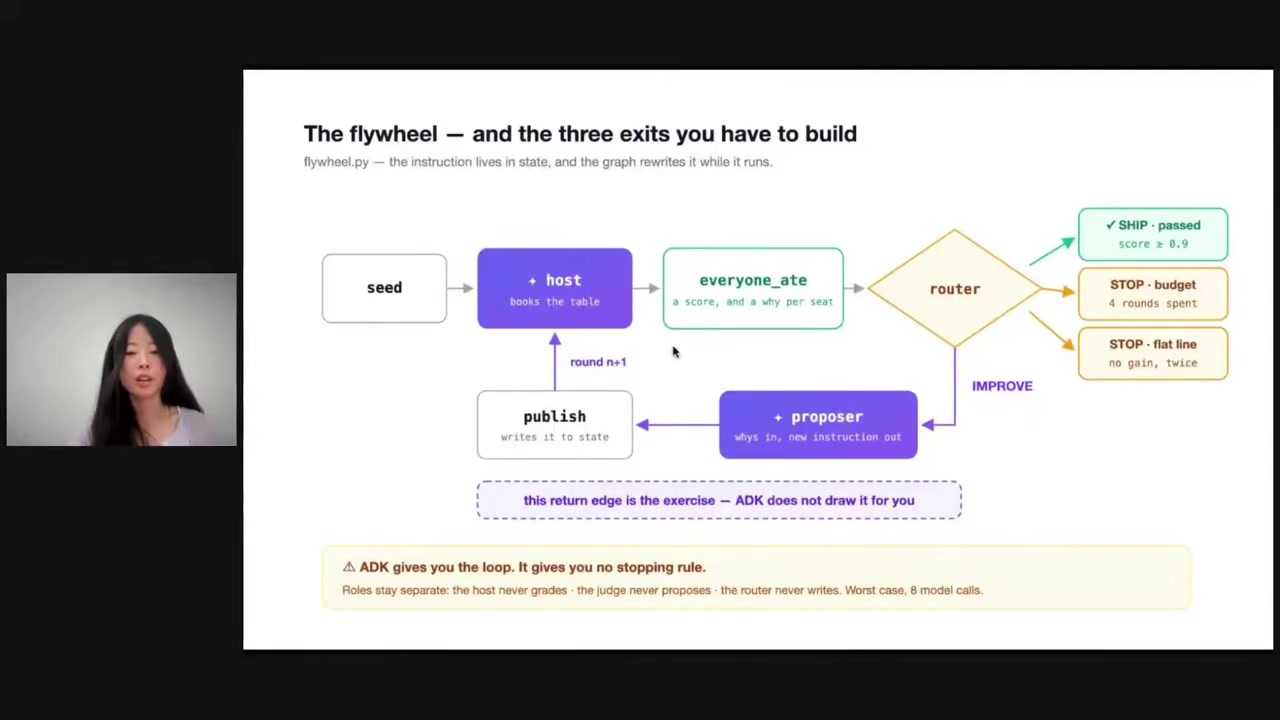 The flywheel — and the three exits you have to build
flywheel.py — the instruction lives in state, and the graph rewrites it while it runs.
seed
+ host
books the table
everyone_ate
a score, and a why per seat
router
✓ SHIP · passed
score ≥ 0.9
STOP · budget
4 rounds spent
STOP · flat line
no gain, twice
round n+1
IMPROVE
publish
writes it to state
+ proposer
whys in, new instruction out
this return edge is the exercise — ADK does not draw it for you
⚠ ADK gives you the loop. It gives you no stopping rule.
Roles stay separate: the host never grades · the judge never proposes · the router never writes. Worst case, 8 model calls.